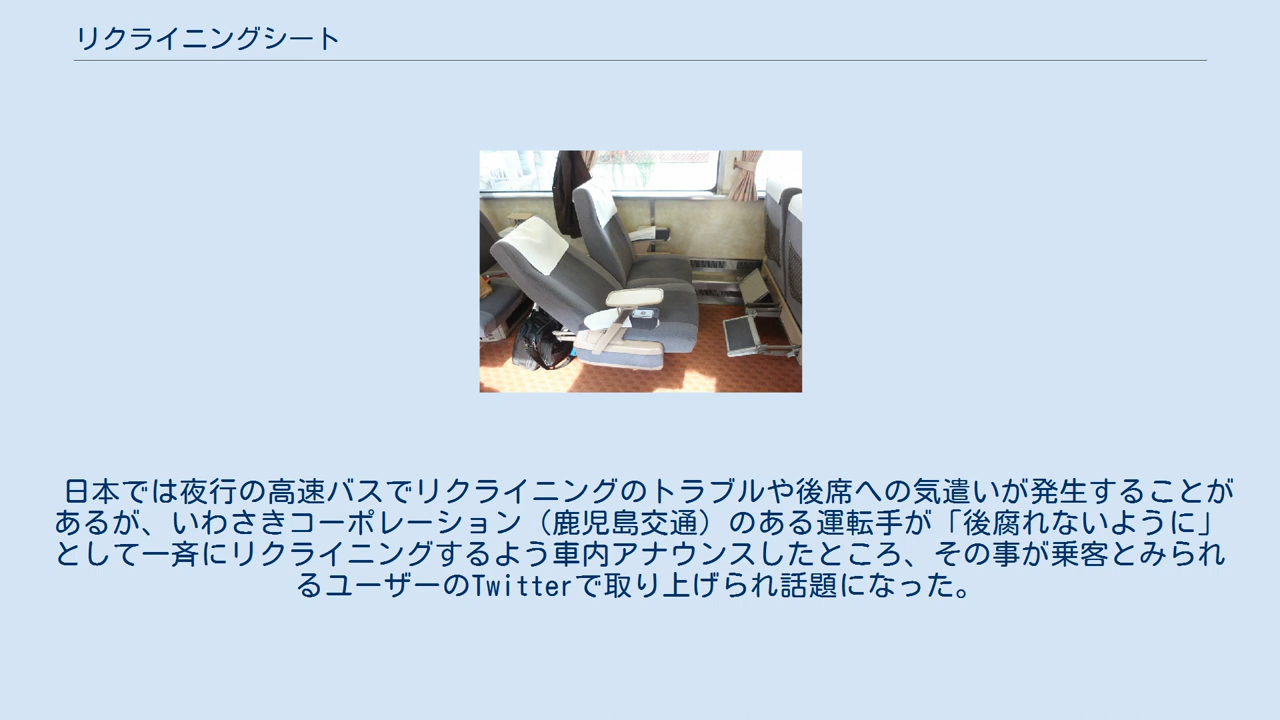 リクライニングシート
日本では夜行の高速バスでリクライニングのトラブルや後席への気遣いが発生することが
あるが、いわさきコーポレーション（鹿児島交通）のある運転手が「後腐れないように」
として一斉にリクライニングするよう車内アナウンスしたところ、その事が乗客とみられ
るユーザーのTwitterで取り上げられ話題になった。